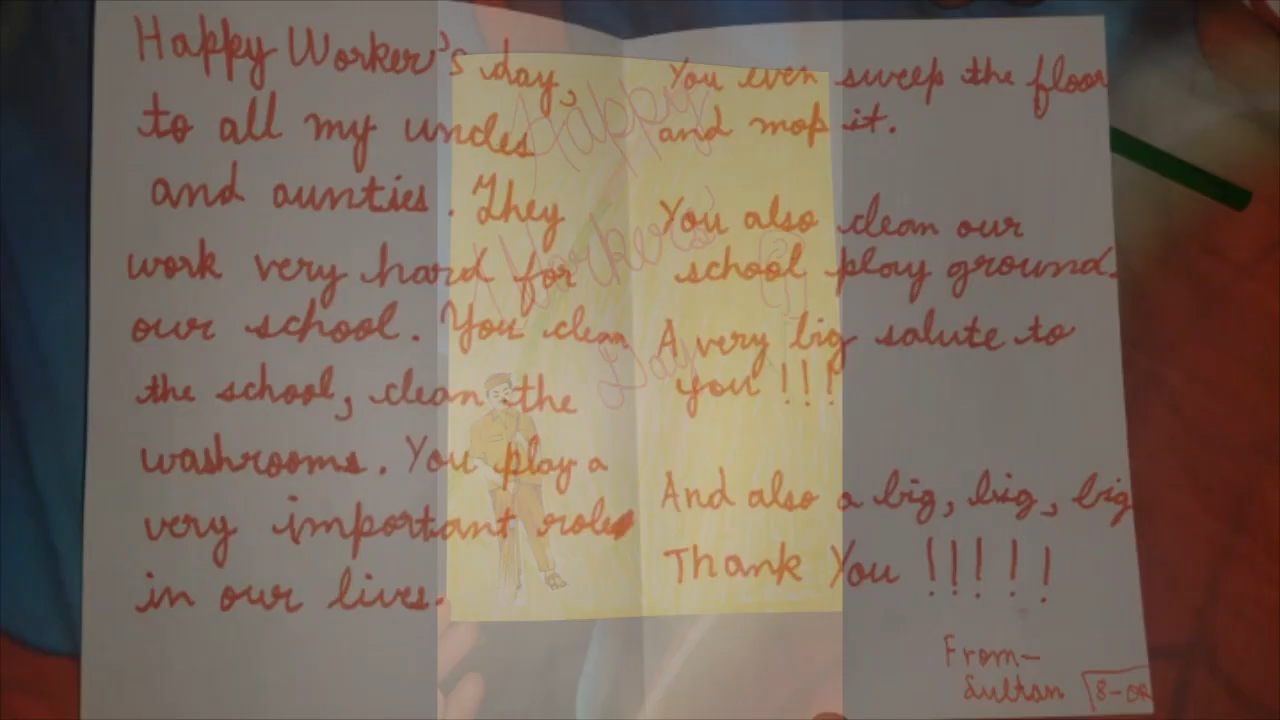 Happy Worker's day,
to all my uncles
and aunties. They
work very hard for
our school. You clean
the school, clean the
washrooms. You play a
very important role
in our lives.
You even sweep the floor
and mop it.
You also clean our
school play ground.
A very big salute to
you !!!
And also a big, big, big
Thank You !!!!!
From-
Sultan
8-OR
Happy
Workers'
Day